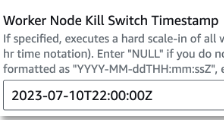 Worker Node Kill Switch Timestamp
If specified, executes a hard scale-in of all w
hr time notation). Enter "NULL" if you do n
formatted as "YYYY-MM-ddTHH:mm:ssZ", e
2023-07-10T22:00:00Z